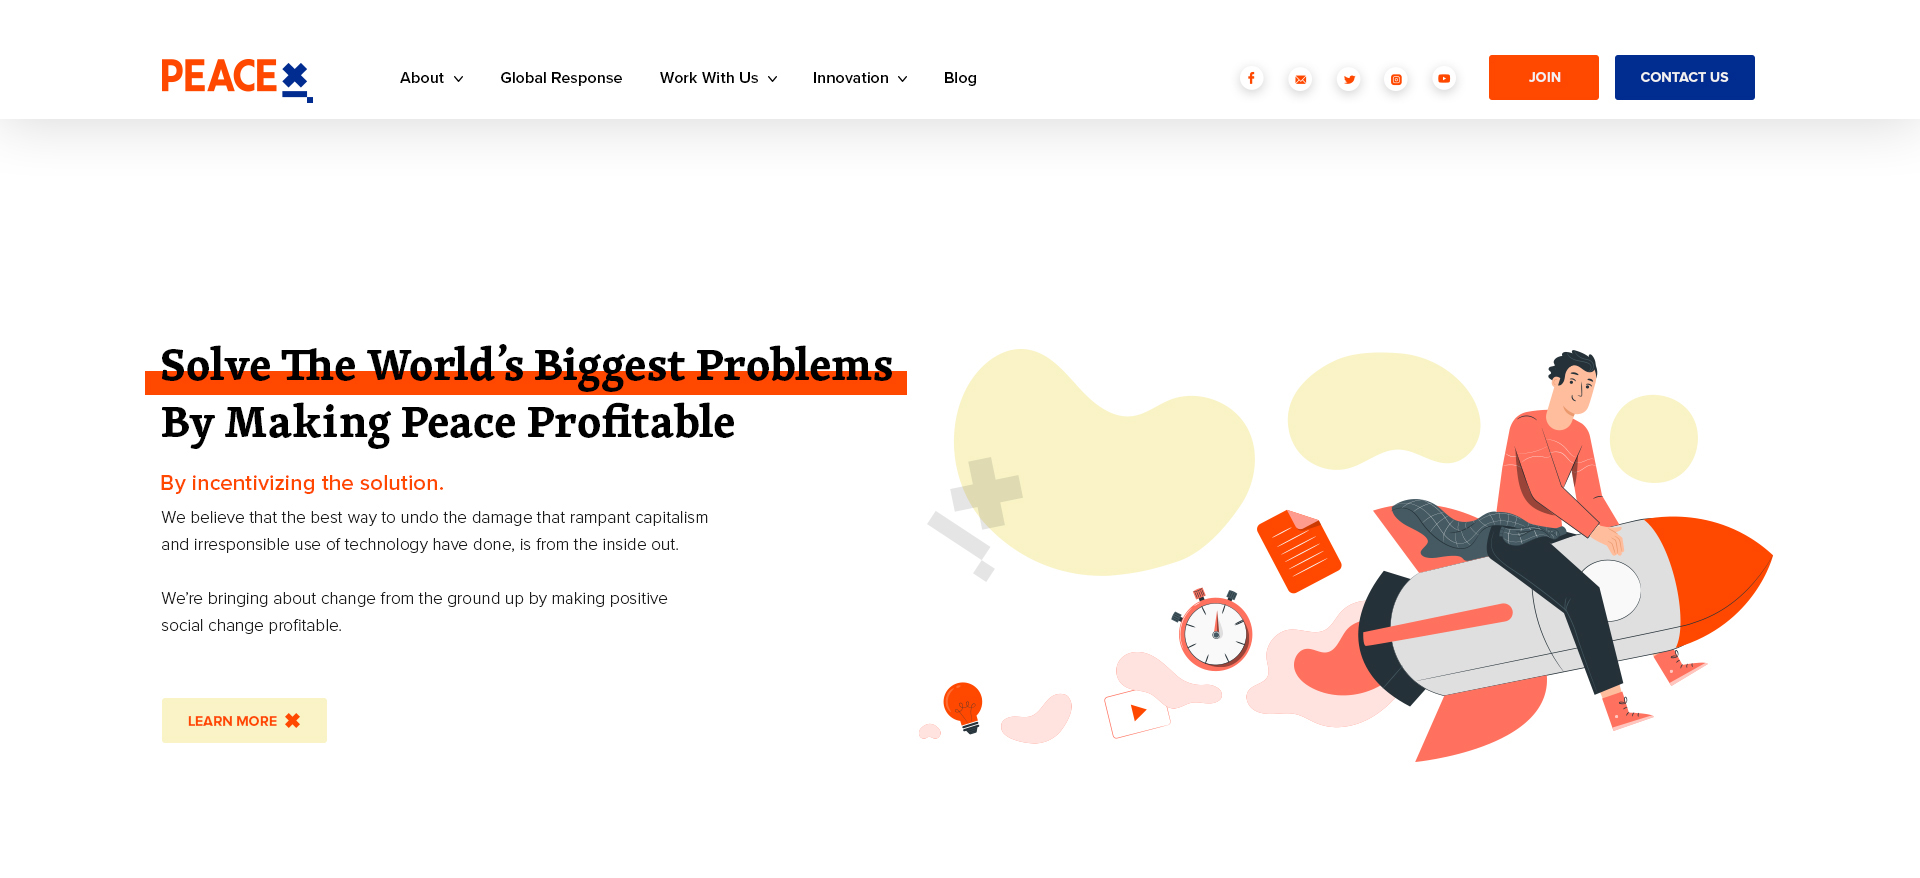 PEACE
About
Global Response
Work With Us
Innovation
Blog
JOIN
CONTACT US
Solve The World’s Biggest Problems
By Making Peace Profitable
By incentivizing the solution.
We believe that the best way to undo the damage that rampant capitalism
and irresponsible use of technology have done, is from the inside out.
We’re bringing about change from the ground up by making positive
social change profitable.
LEARN MORE